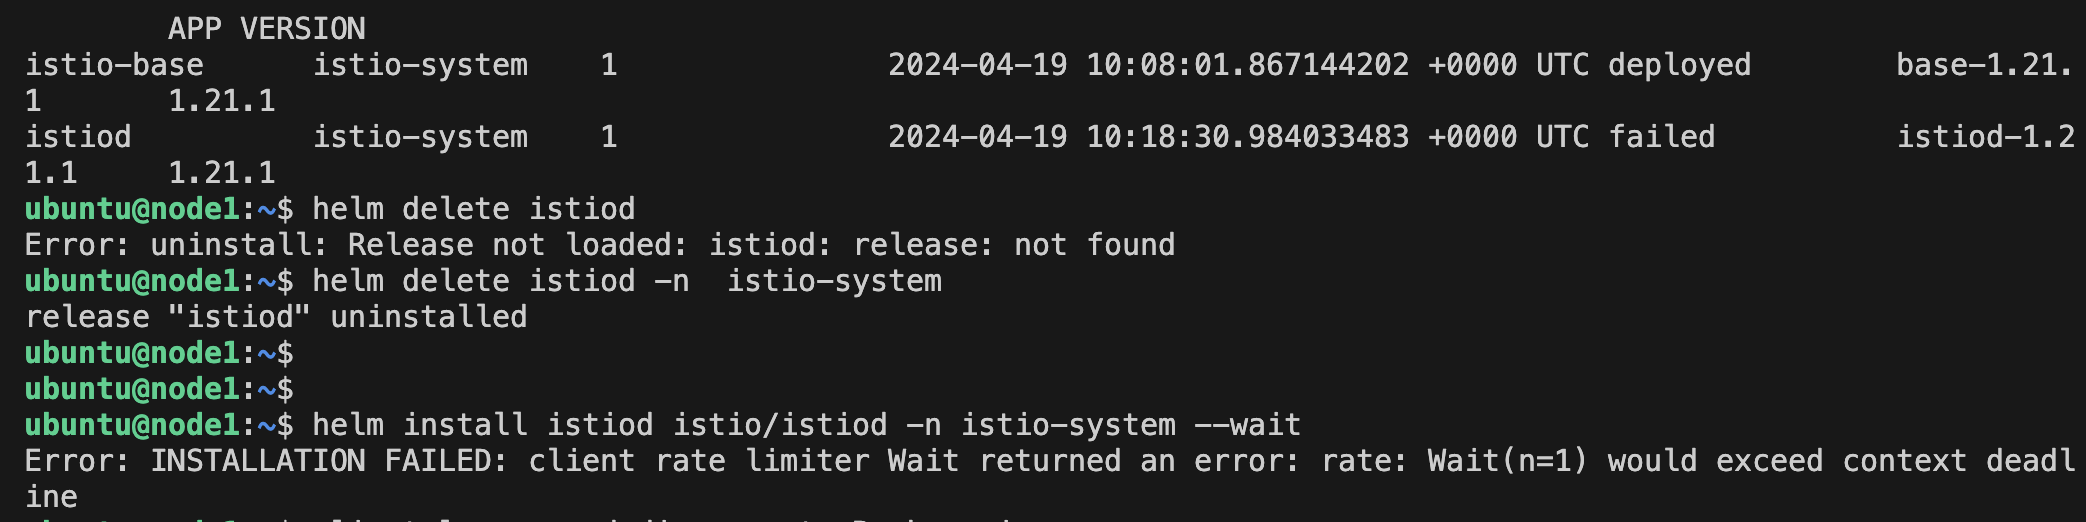 APP VERSION
istio-base      istio-system    1               2024-04-19 10:08:01.867144202 +0000 UTC deployed        base-1.21.
1       1.21.1
istiod          istio-system    1               2024-04-19 10:18:30.984033483 +0000 UTC failed          istiod-1.2
1.1     1.21.1
ubuntu@node1:~$ helm delete istiod
Error: uninstall: Release not loaded: istiod: release: not found
ubuntu@node1:~$ helm delete istiod -n  istio-system
release "istiod" uninstalled
ubuntu@node1:~$
ubuntu@node1:~$
ubuntu@node1:~$ helm install istiod istio/istiod -n istio-system --wait
Error: INSTALLATION FAILED: client rate limiter Wait returned an error: rate: Wait(n=1) would exceed context deadl
ine